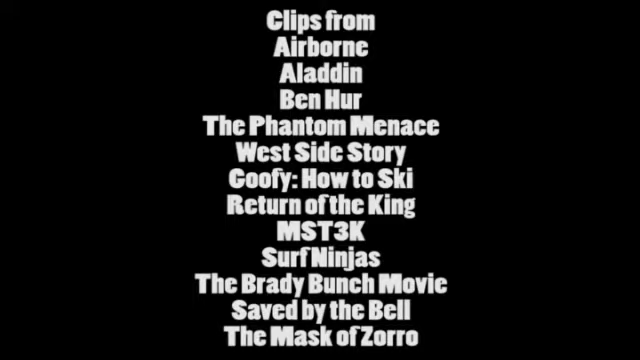 Clips from
Airborne
Aladdin
Ben Hur
The Phantom Menace
West Side Story
Goofy: How to Ski
Return of the King
MST3K
Surf Ninjas
The Brady Bunch Movie
Saved by the Bell
The Mask of Zorro